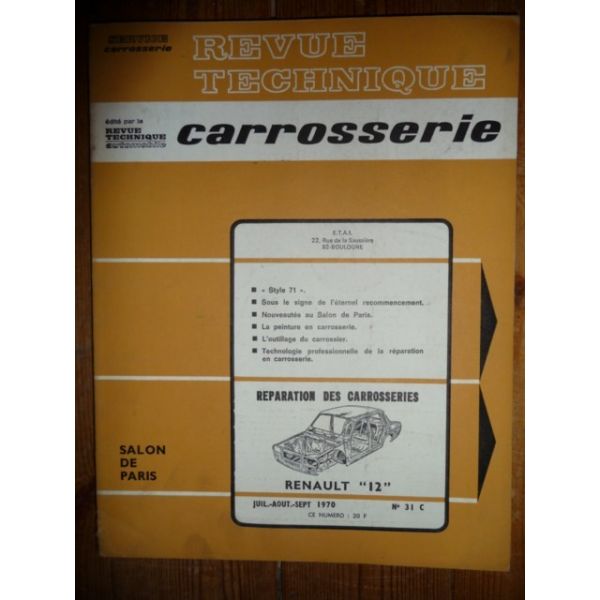 SERVICE
carrosserie
REVUE
TECHNIQUE
édité par la
REVUE
TECHNIQUE
automobile
carrosserie
E.T.A.I.
22, Rue de la Saussière
92-BOULOGNE
■ « Style 71 ».
■ Sous le signe de l'éternel recommencement.
■ Nouveautés au Salon de Paris.
■ La peinture en carrosserie.
■ L'outillage du carrossier.
■ Technologie professionnelle de la réparation
en carrosserie.
REPARATION DES CARROSSERIES
RENAULT "12"
JUIL.-AOUT.-SEPT 1970 N° 31 C
CE NUMERO : 20 F
SALON
DE
PARIS